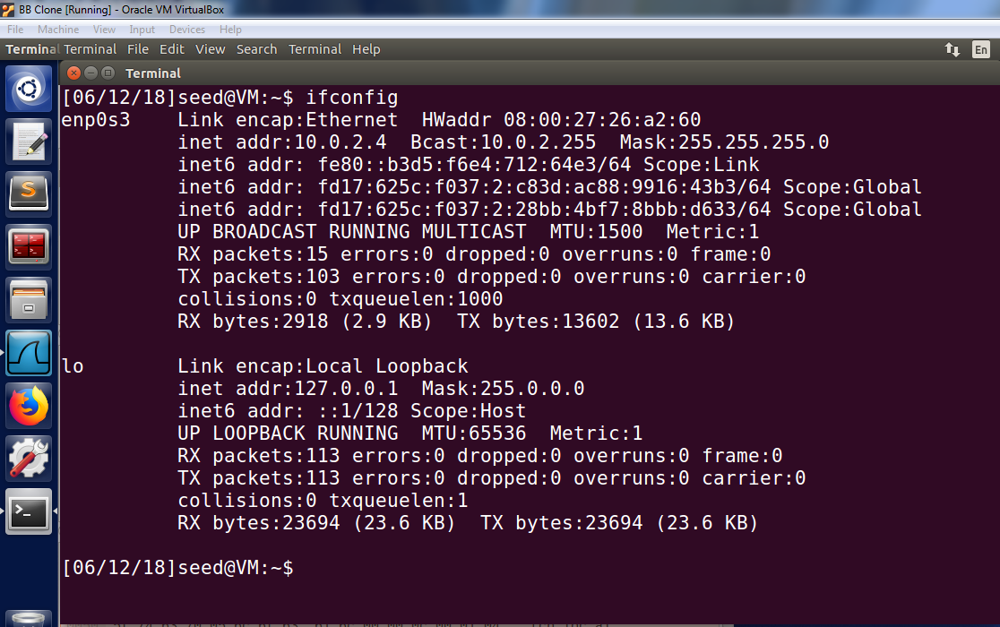 BB Clone [Running] - Oracle VM VirtualBox
File Machine View Input Devices Help
Terminal Terminal File Edit View Search Terminal Help En
Terminal
[06/12/18]seed@VM:~$ ifconfig
enp0s3 Link encap:Ethernet HWaddr 08:00:27:26:a2:60
inet addr:10.0.2.4 Bcast:10.0.2.255 Mask:255.255.255.0
inet6 addr: fe80::b3d5:f6e4:712:64e3/64 Scope:Link
inet6 addr: fd17:625c:f037:2:c83d:ac88:9916:43b3/64 Scope:Global
inet6 addr: fd17:625c:f037:2:28bb:4bf7:8bbb:d633/64 Scope:Global
UP BROADCAST RUNNING MULTICAST MTU:1500 Metric:1
RX packets:15 errors:0 dropped:0 overruns:0 frame:0
TX packets:103 errors:0 dropped:0 overruns:0 carrier:0
collisions:0 txqueuelen:1000
RX bytes:2918 (2.9 KB) TX bytes:13602 (13.6 KB)
lo Link encap:Local Loopback
inet addr:127.0.0.1 Mask:255.0.0.0
inet6 addr: ::1/128 Scope:Host
UP LOOPBACK RUNNING MTU:65536 Metric:1
RX packets:113 errors:0 dropped:0 overruns:0 frame:0
TX packets:113 errors:0 dropped:0 overruns:0 carrier:0
collisions:0 txqueuelen:1
RX bytes:23694 (23.6 KB) TX bytes:23694 (23.6 KB)
[06/12/18]seed@VM:~$